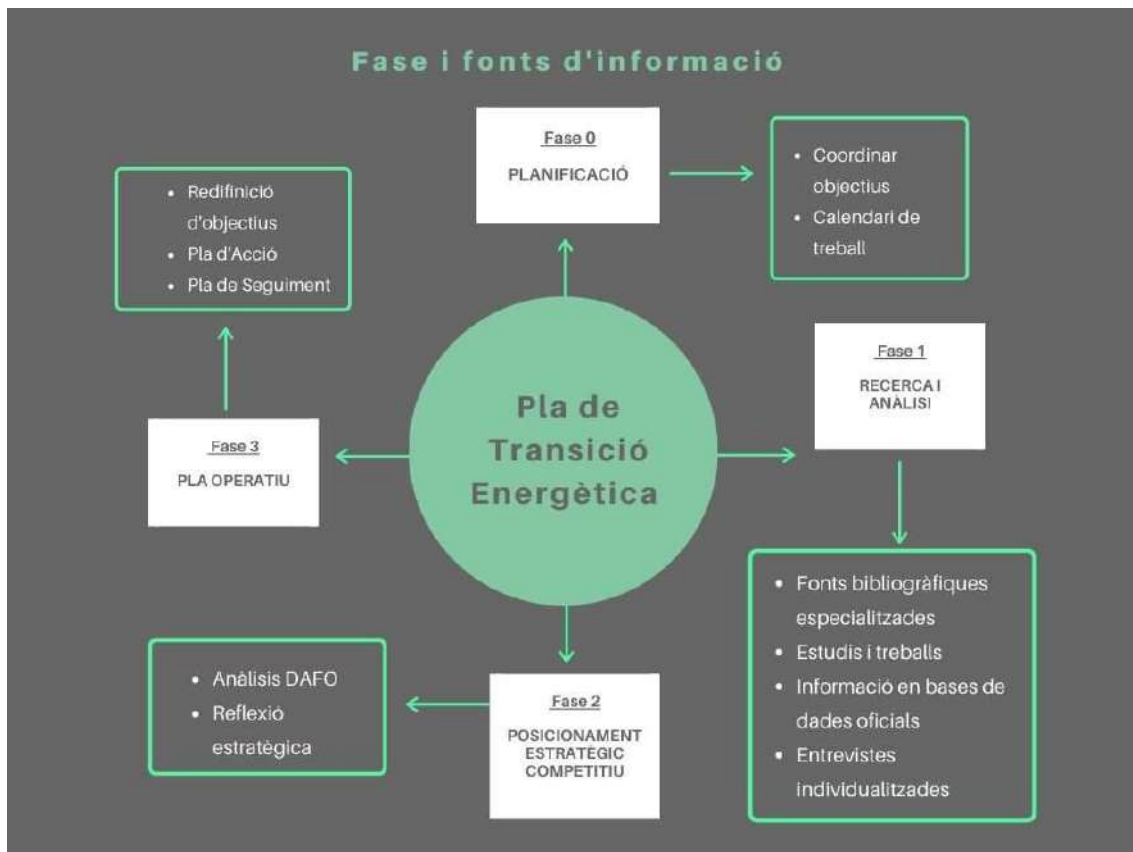 Fase i fonts d'informació
Fase 0
PLANIFICACIÓ
• Coordinar
objectius
• Calendari de
treball
Fase 1
RECERCA I
ANÀLISI
• Fonts bibliogràfiques
especialitzades
• Estudis i treballs
• Informació en bases de
dades oficials
• Entrevistes
individualitzades
Pla de
Transició
Energètica
Fase 2
POSICIONAMENT
ESTRATÈGIC
COMPETITIU
• Anàlisis DAFO
• Reflexió
estratègica
Fase 3
PLA OPERATIU
• Redifinició
d'objectius
• Pla d'Acció
• Pla de Seguiment